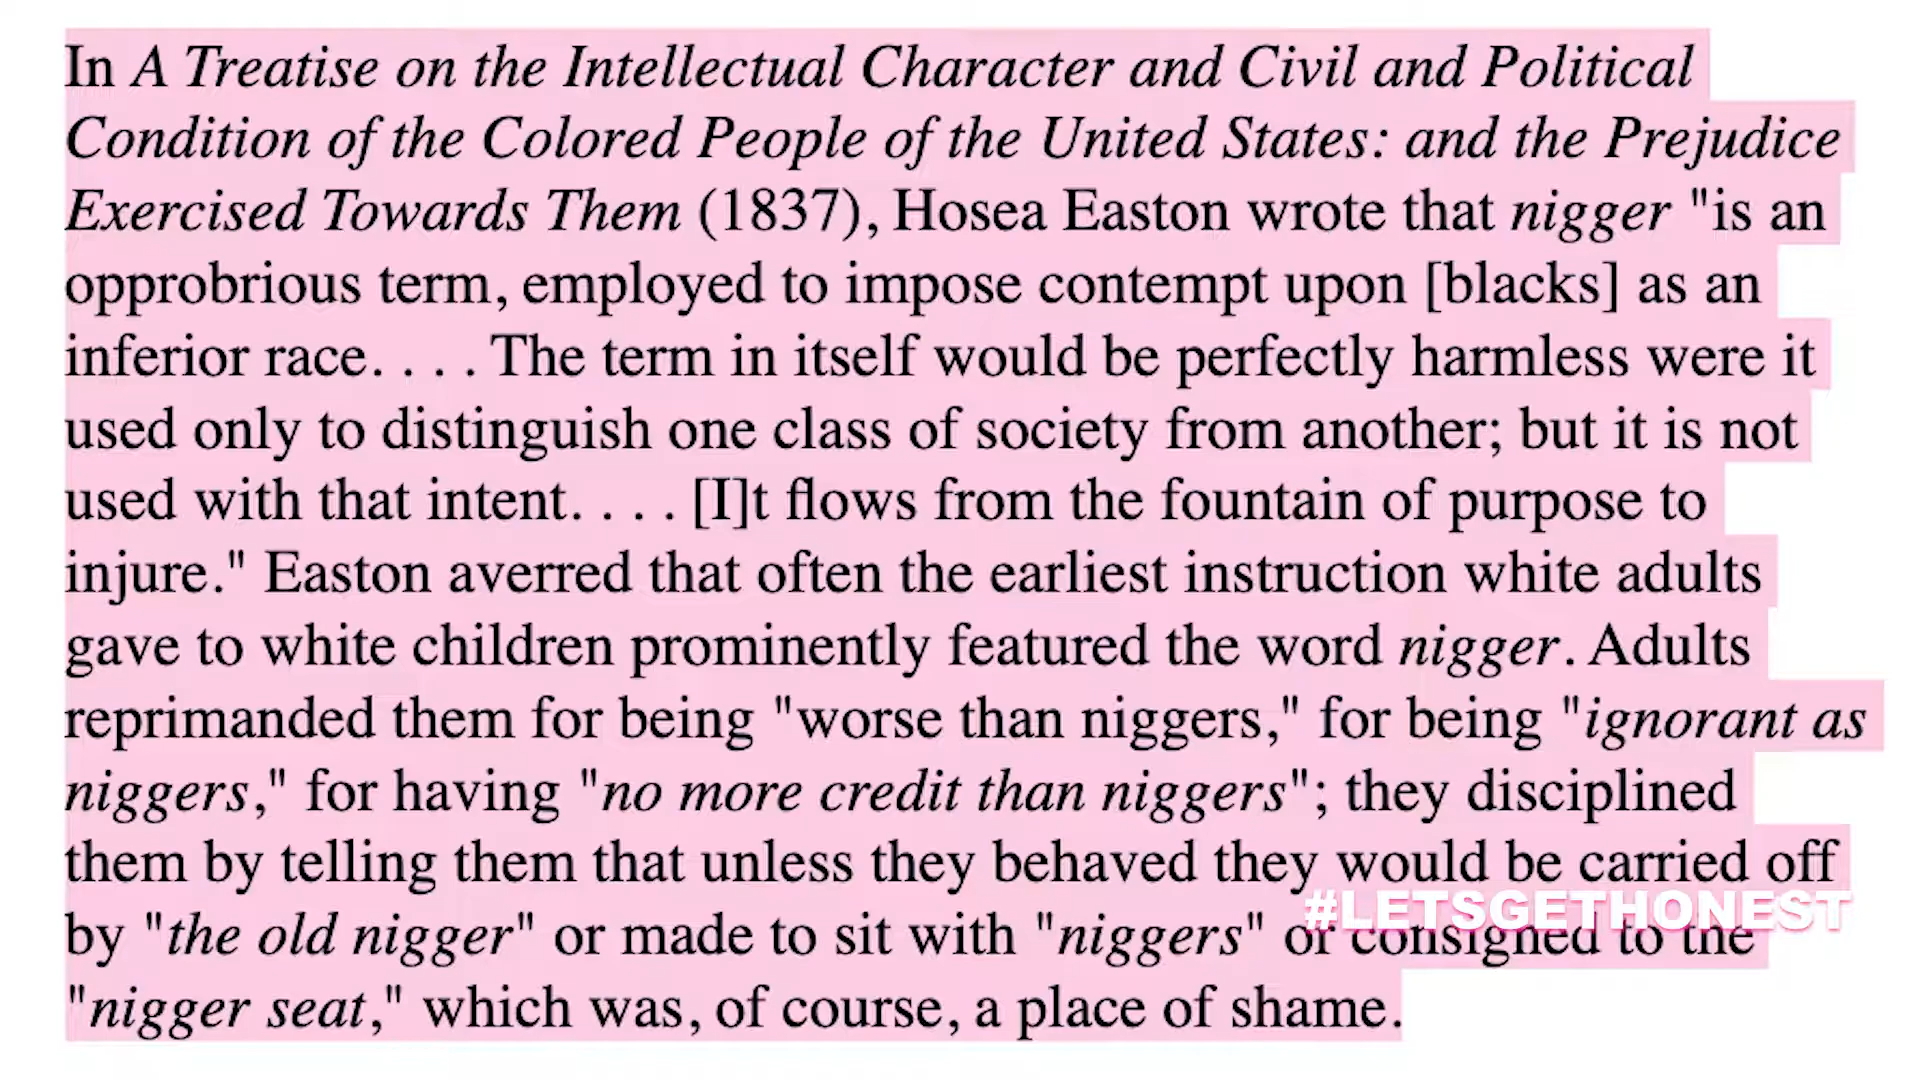 In A Treatise on the Intellectual Character and Civil and Political
Condition of the Colored People of the United States: and the Prejudice
Exercised Towards Them (1837), Hosea Easton wrote that nigger "is an
opprobrious term, employed to impose contempt upon [blacks] as an
inferior race. . . . The term in itself would be perfectly harmless were it
used only to distinguish one class of society from another; but it is not
used with that intent. . . . [I]t flows from the fountain of purpose to
injure." Easton averred that often the earliest instruction white adults
gave to white children prominently featured the word nigger. Adults
reprimanded them for being "worse than niggers," for being "ignorant as
niggers," for having "no more credit than niggers"; they disciplined
them by telling them that unless they behaved they would be carried off
#LETSGETHONEST
by "the old nigger" or made to sit with "niggers" or consigned to the
"nigger seat," which was, of course, a place of shame.